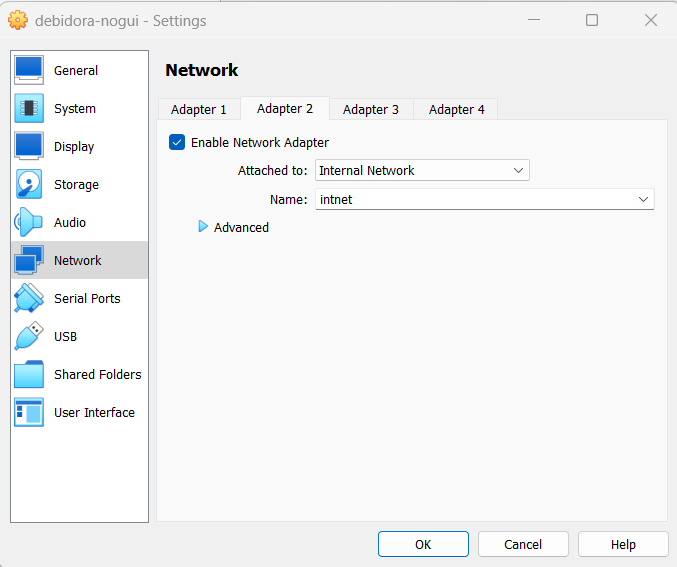 debidora-nogui - Settings
General
System
Display
Storage
Audio
Network
Serial Ports
USB
Shared Folders
User Interface
Network
Adapter 1 Adapter 2 Adapter 3 Adapter 4
Enable Network Adapter
Attached to: Internal Network
Name: intnet
Advanced
OK Cancel Help